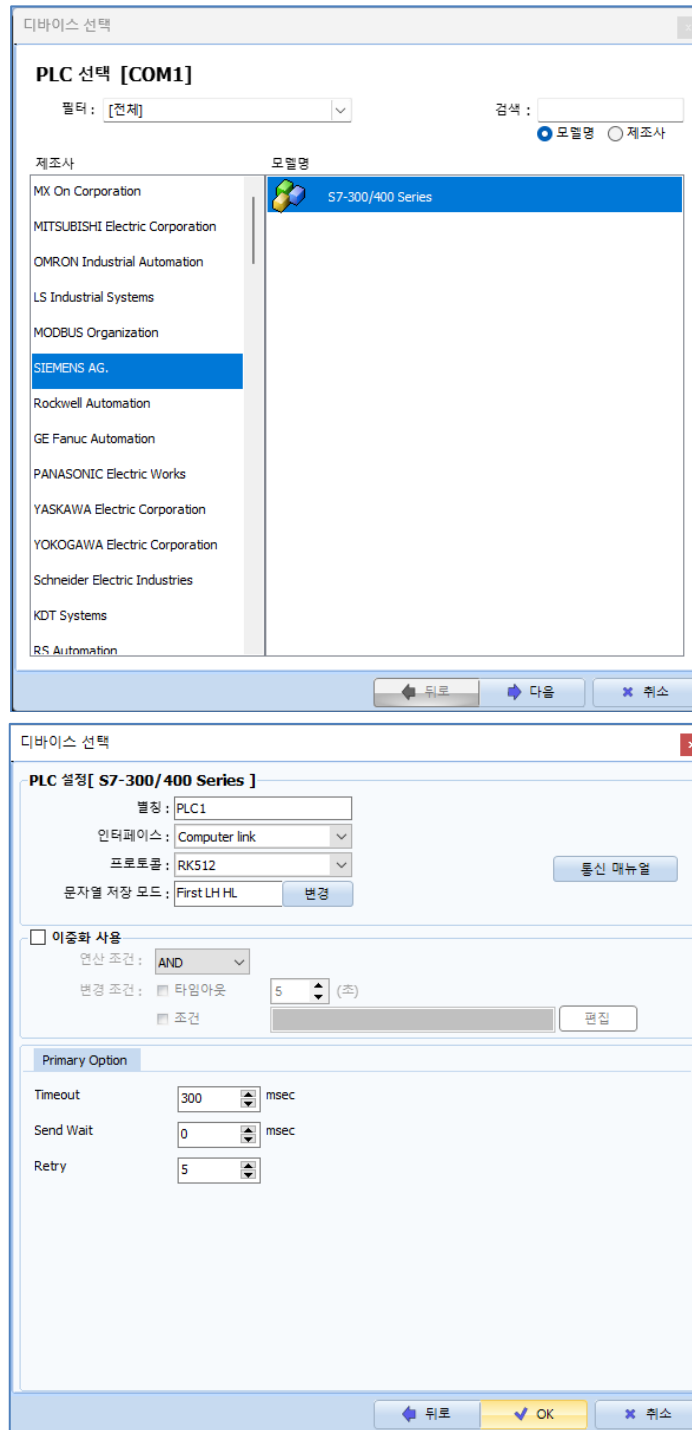 디바이스 선택
PLC 선택 [COM1]
필터 : [전체] 검색 :
모델명 제조사
제조사 모델명
MX On Corporation
S7-300/400 Series
MITSUBISHI Electric Corporation
OMRON Industrial Automation
LS Industrial Systems
MODBUS Organization
SIEMENS AG.
Rockwell Automation
GE Fanuc Automation
PANASONIC Electric Works
YASKAWA Electric Corporation
YOKOGAWA Electric Corporation
Schneider Electric Industries
KDT Systems
RS Automation
뒤로 다음 취소
디바이스 선택
PLC 설정[ S7-300/400 Series ]
별칭 : PLC1
인터페이스 : Computer link
프로토콜 : RK512 통신 매뉴얼
문자열 저장 모드 : First LH HL 변경
이중화 사용
연산 조건 : AND
변경 조건 : 타임아웃 5 (초)
조건 편집
Primary Option
Timeout 300 msec
Send Wait 0 msec
Retry 5
뒤로 OK 취소